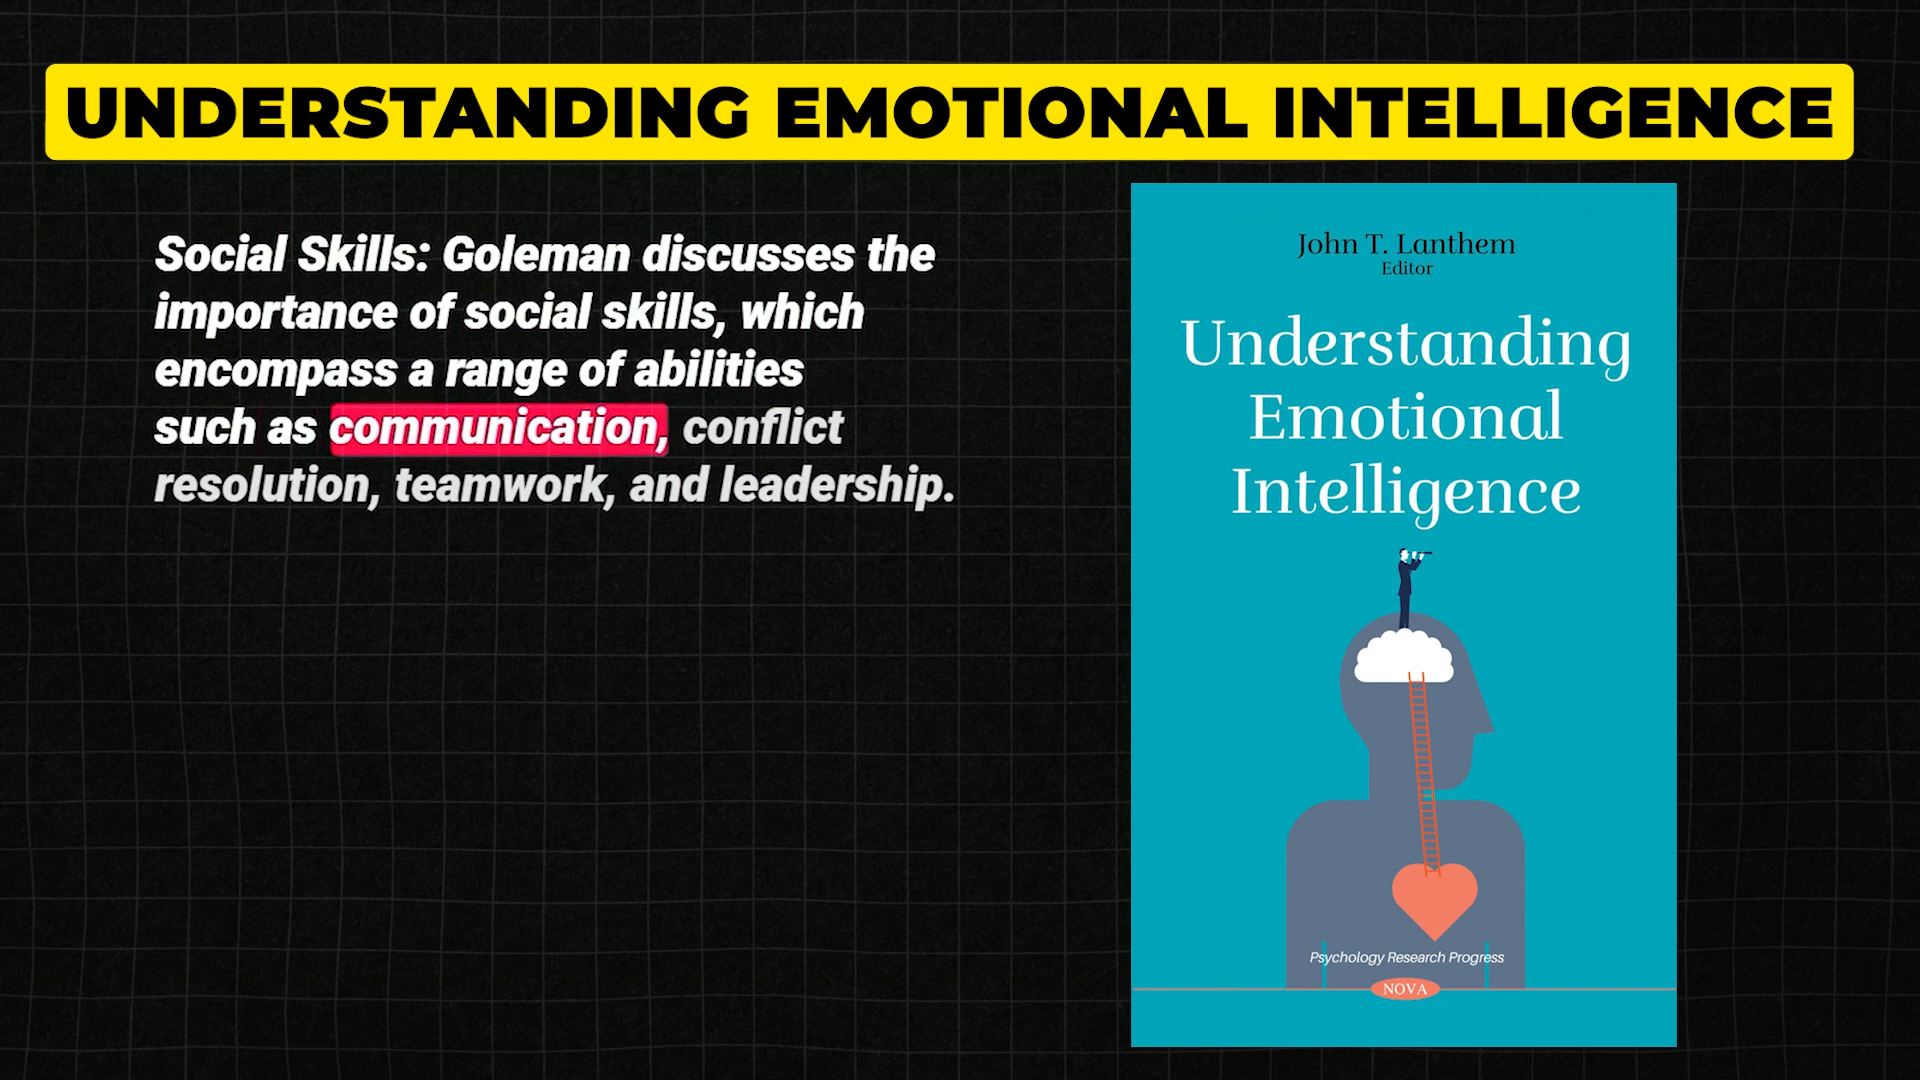 UNDERSTANDING EMOTIONAL INTELLIGENCE
Social Skills: Goleman discusses the
importance of social skills, which
encompass a range of abilities
such as communication, conflict
resolution, teamwork, and leadership.
John T. Lanthem
Editor
Understanding
Emotional
Intelligence
Psychology Research Progress
NOVA